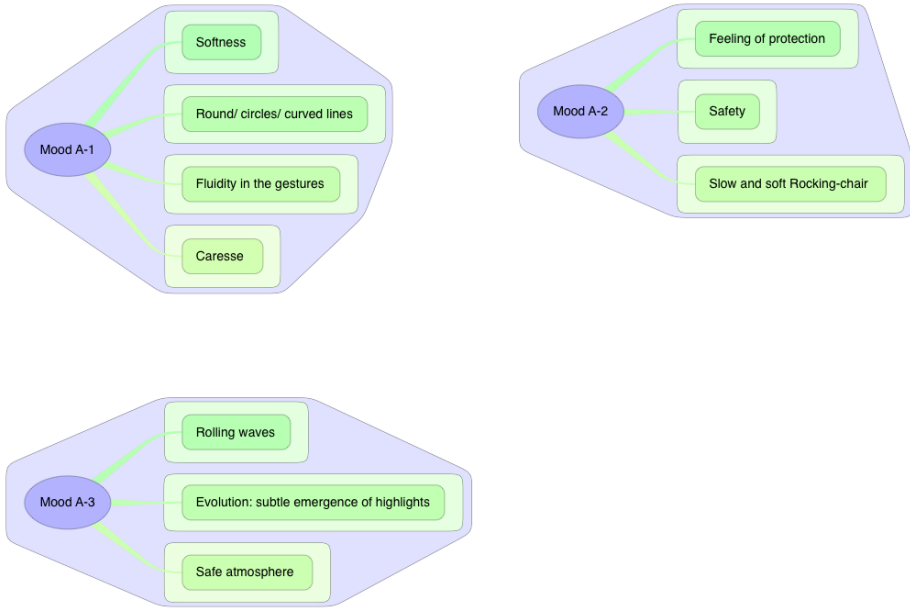 Mood A-1
Softness
Round/ circles/ curved lines
Fluidity in the gestures
Caresse
Mood A-2
Feeling of protection
Safety
Slow and soft Rocking-chair
Mood A-3
Rolling waves
Evolution: subtle emergence of highlights
Safe atmosphere